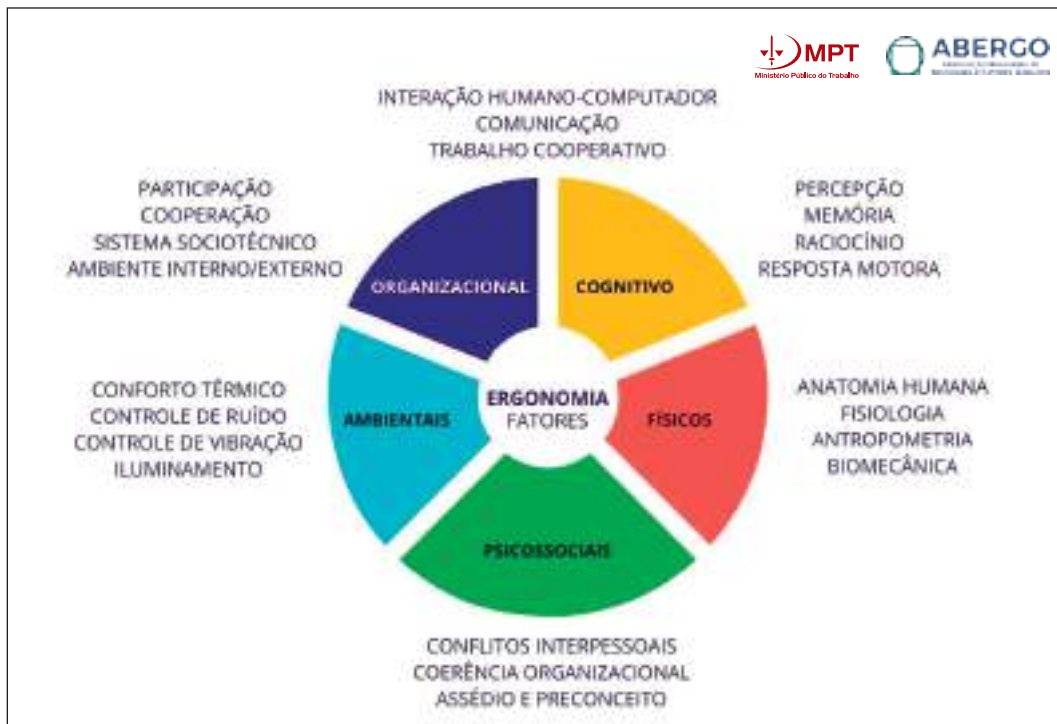 MPT
Ministério Público do Trabalho
ABERGO
INTERAÇÃO HUMANO-COMPUTADOR
COMUNICAÇÃO
TRABALHO COOPERATIVO
PARTICIPAÇÃO
COOPERAÇÃO
SISTEMA SOCIOTÉCNICO
AMBIENTE INTERNO/EXTERNO
PERCEPÇÃO
MEMÓRIA
RACIOCÍNIO
RESPOSTA MOTORA
ORGANIZACIONAL
COGNITIVO
CONFORTO TÉRMICO
CONTROLE DE RUÍDO
CONTROLE DE VIBRAÇÃO
ILUMINAMENTO
AMBIENTAIS
ERGONOMIA
FATORES
FÍSICOS
ANATOMIA HUMANA
FISIOLOGIA
ANTROPOMETRIA
BIOMECÂNICA
PSICOSSOCIAIS
CONFLITOS INTERPESSOAIS
COERÊNCIA ORGANIZACIONAL
ASSÉDIO E PRECONCEITO